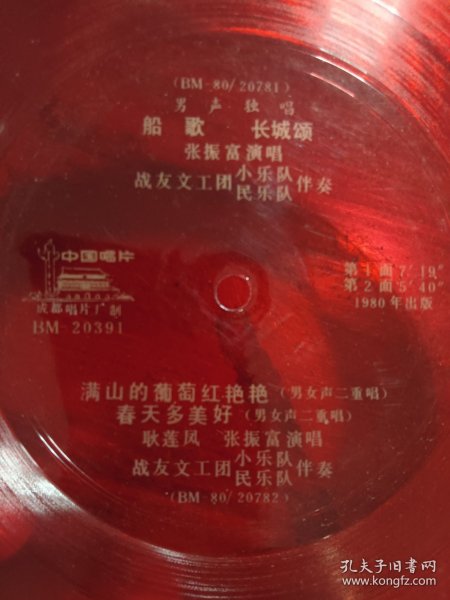 (BM-80/20781)
男声独唱
船歌 长城颂
张振富演唱
战友文工团小乐队民乐队伴奏
中国唱片
成都唱片厂制
BM-20391
第1面7′19″
第2面5′40″
1980年出版
满山的葡萄红艳艳(男女声二重唱)
春天多美好(男女声二重唱)
耿莲凤 张振富演唱
战友文工团小乐队民乐队伴奏
(BM-80/20782)
孔夫子旧书网
www.kongfz.com